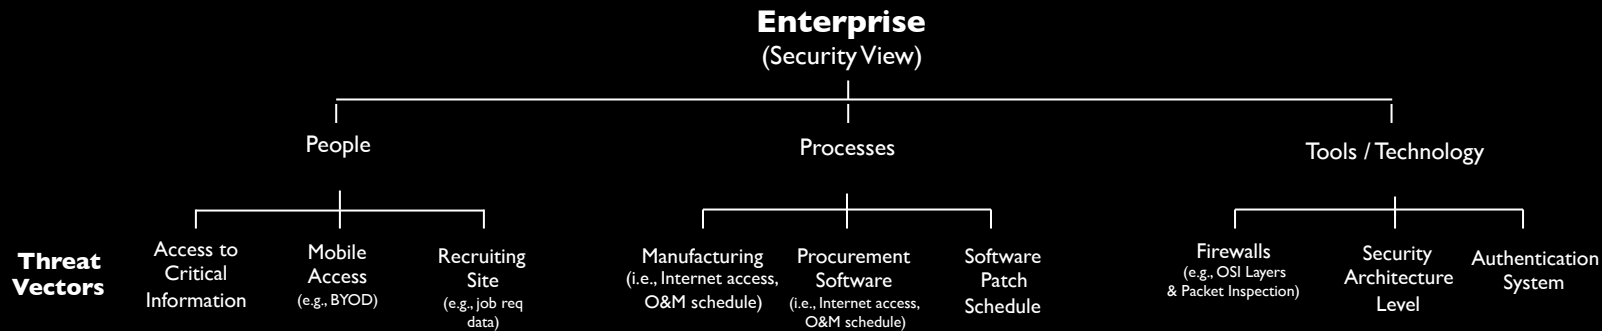 Enterprise
(Security View)
People
Processes
Tools / Technology
Threat
Vectors
Access to
Critical
Information
Mobile
Access
(e.g., BYOD)
Recruiting
Site
(e.g., job req
data)
Manufacturing
(i.e., Internet access,
O&M schedule)
Procurement
Software
(i.e., Internet access,
O&M schedule)
Software
Patch
Schedule
Firewalls
(e.g., OSI Layers
& Packet Inspection)
Security
Architecture
Level
Authentication
System